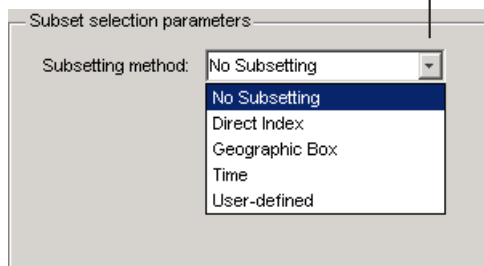 Subset selection parameters
Subsetting method: No Subsetting
No Subsetting
Direct Index
Geographic Box
Time
User-defined